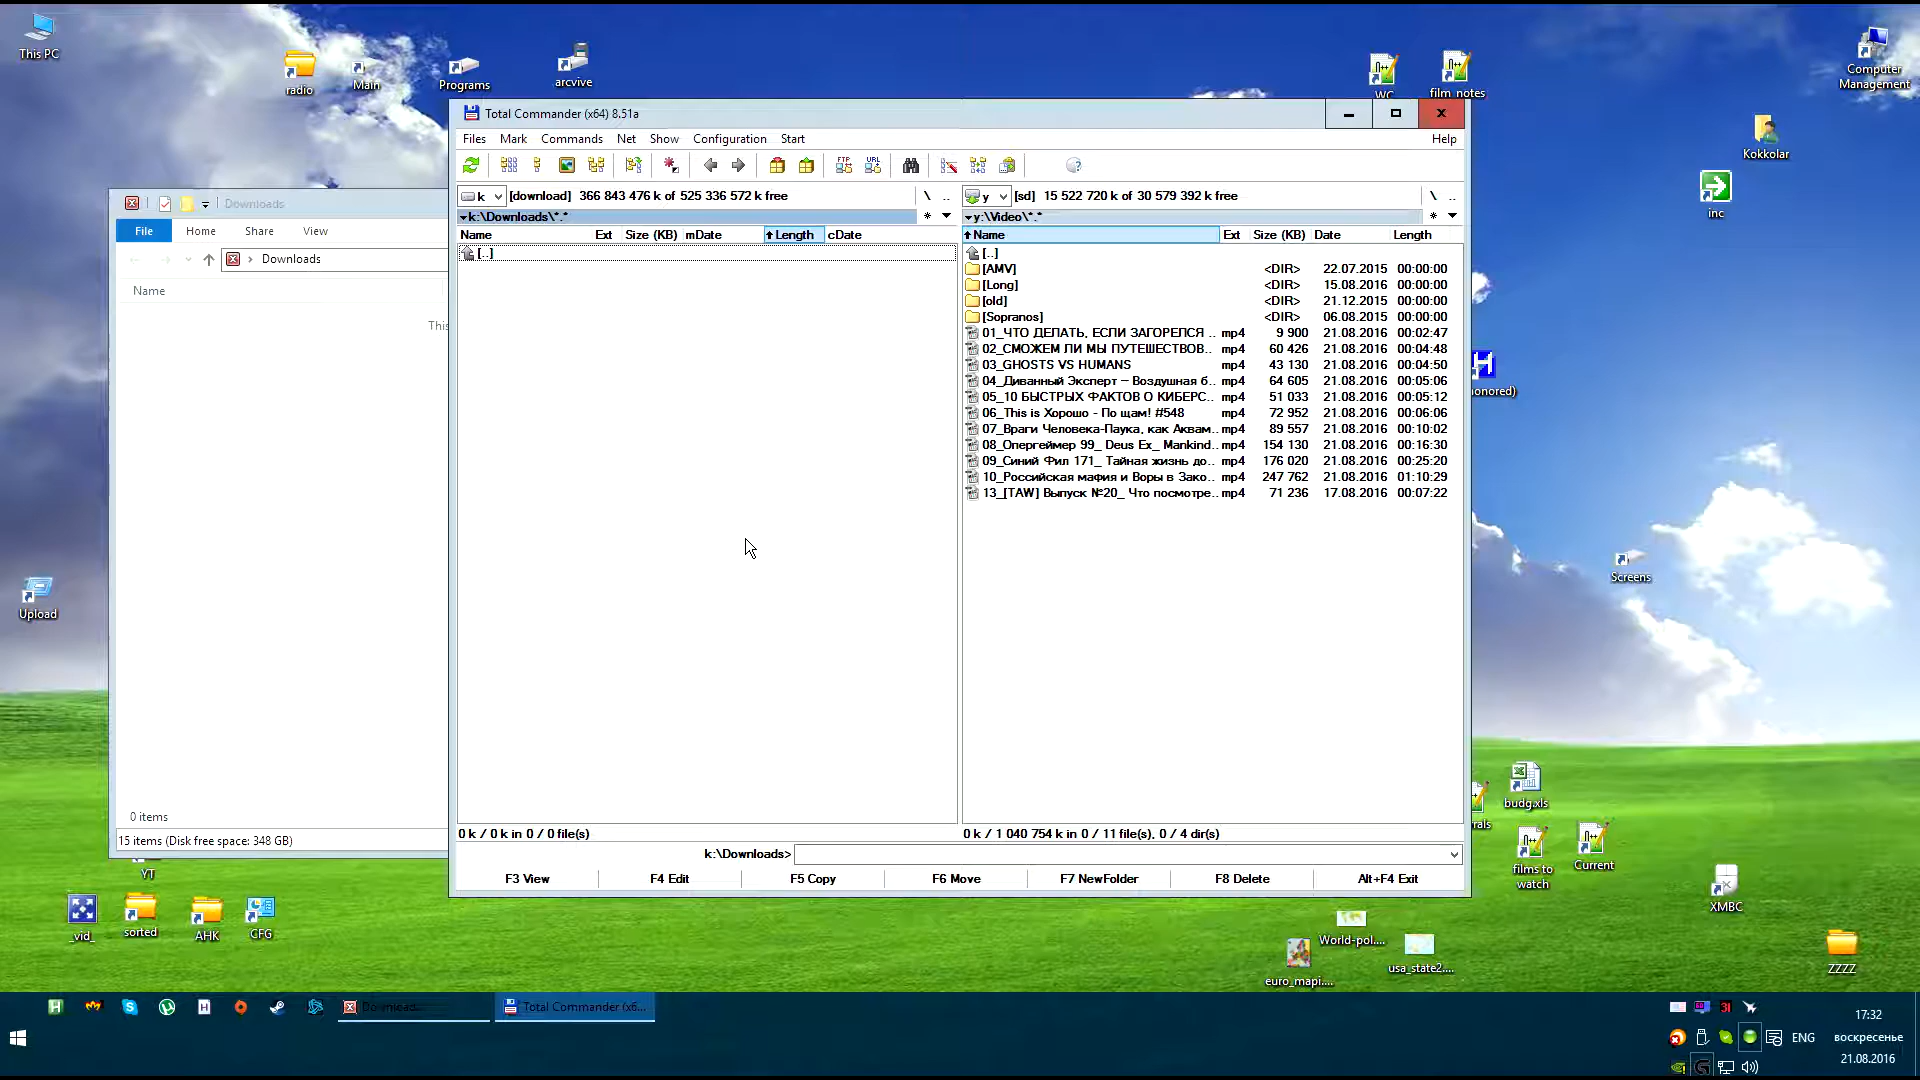 This PC
radio
Main
Programs
arcvive
WC
film_notes
Computer
Management
Kokkolar
inc
Upload
Screens
Total Commander (x64) 8.51a
Files Mark Commands Net Show Configuration Start Help
FTP URL
k [download] 366 843 476 k of 525 336 572 k free \ ..
y [sd] 15 522 720 k of 30 579 392 k free \ ..
k:\Downloads\*.* *
y:\Video\*.* *
Name Ext Size (KB) mDate Length cDate
[..]
Name Ext Size (KB) Date Length
[..]
[AMV] <DIR> 22.07.2015 00:00:00
[Long] <DIR> 15.08.2016 00:00:00
[old] <DIR> 21.12.2015 00:00:00
[Sopranos] <DIR> 06.08.2015 00:00:00
01_ЧТО ДЕЛАТЬ, ЕСЛИ ЗАГОРЕЛСЯ .. mp4 9 900 21.08.2016 00:02:47
02_СМОЖЕМ ЛИ МЫ ПУТЕШЕСТВОВ.. mp4 60 426 21.08.2016 00:04:48
03_GHOSTS VS HUMANS mp4 43 130 21.08.2016 00:04:50
04_Диванный Эксперт – Воздушная б.. mp4 64 605 21.08.2016 00:05:06
05_10 БЫСТРЫХ ФАКТОВ О КИБЕРС.. mp4 51 033 21.08.2016 00:05:12
06_This is Хорошо - По щам! #548 mp4 72 952 21.08.2016 00:06:06
07_Враги Человека-Паука, как Аквам.. mp4 89 557 21.08.2016 00:10:02
08_Опергеймер 99_ Deus Ex_ Mankind.. mp4 154 130 21.08.2016 00:16:30
09_Синий Фил 171_ Тайная жизнь до.. mp4 176 020 21.08.2016 00:25:20
10_Российская мафия и Воры в Зако.. mp4 247 762 21.08.2016 01:10:29
13_[TAW] Выпуск №20_ Что посмотре.. mp4 71 236 17.08.2016 00:07:22
0 k / 0 k in 0 / 0 file(s)
0 k / 1 040 754 k in 0 / 11 file(s), 0 / 4 dir(s)
k:\Downloads>
F3 View F4 Edit F5 Copy F6 Move F7 NewFolder F8 Delete Alt+F4 Exit
Downloads
File Home Share View
Downloads
Name
This
0 items
15 items (Disk free space: 348 GB)
onored)
rals
budg.xls
films to
watch
Current
XMBC
ZZZZ
World-pol....
usa_state2....
euro_mapi....
YT
_vid_
sorted
AHK
CFG
Download...
Total Commander (x6...
31
ENG
17:32
воскресенье
21.08.2016